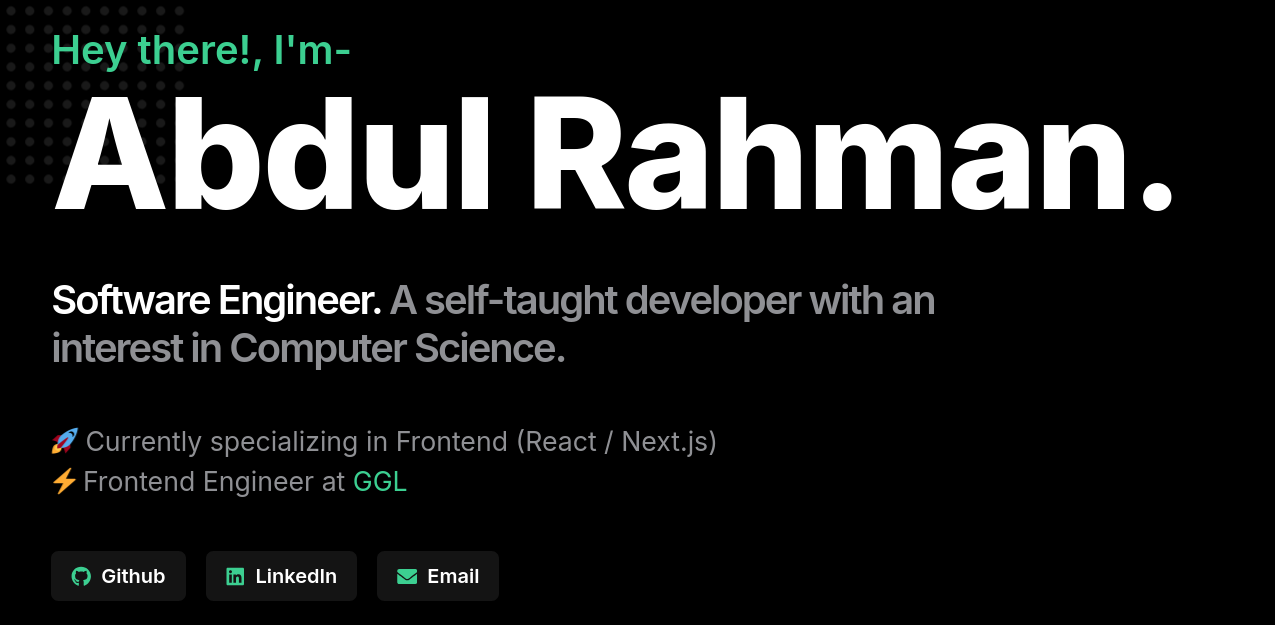 Hey there!, I'm-
Abdul Rahman.
Software Engineer. A self-taught developer with an
interest in Computer Science.
🚀 Currently specializing in Frontend (React / Next.js)
⚡ Frontend Engineer at GGL
Github LinkedIn Email